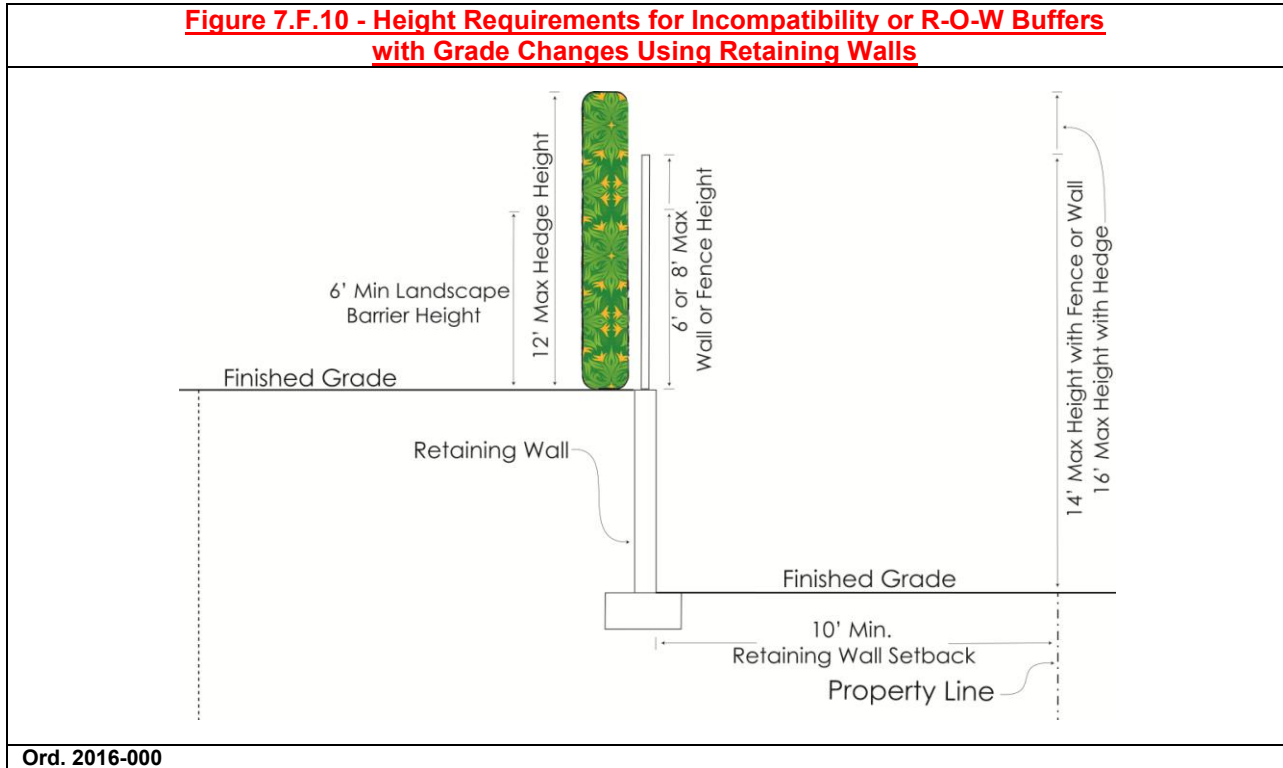 Figure 7.F.10 - Height Requirements for Incompatibility or R-O-W Buffers
with Grade Changes Using Retaining Walls
12' Max Hedge Height
6' or 8' Max
Wall or Fence Height
14' Max Height with Fence or Wall
16' Max Height with Hedge
6' Min Landscape
Barrier Height
Finished Grade
Retaining Wall
Finished Grade
10' Min.
Retaining Wall Setback
Property Line
Ord. 2016-000